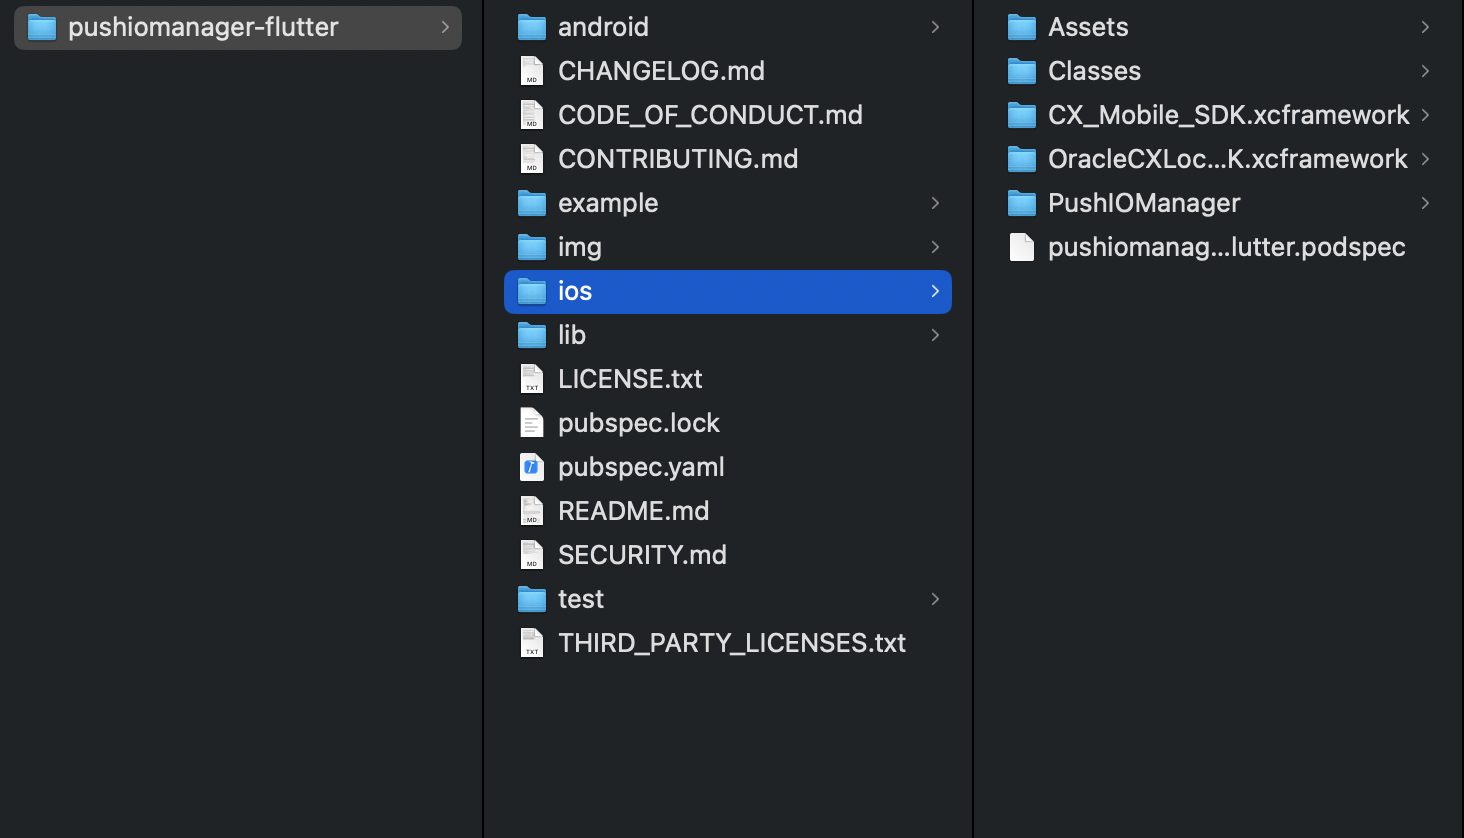 pushiomanager-flutter
android
CHANGELOG.md
CODE_OF_CONDUCT.md
CONTRIBUTING.md
example
img
ios
lib
LICENSE.txt
pubspec.lock
pubspec.yaml
README.md
SECURITY.md
test
THIRD_PARTY_LICENSES.txt
Assets
Classes
CX_Mobile_SDK.xcframework
OracleCXLoc...K.xcframework
PushIOManager
pushiomanag...lutter.podspec